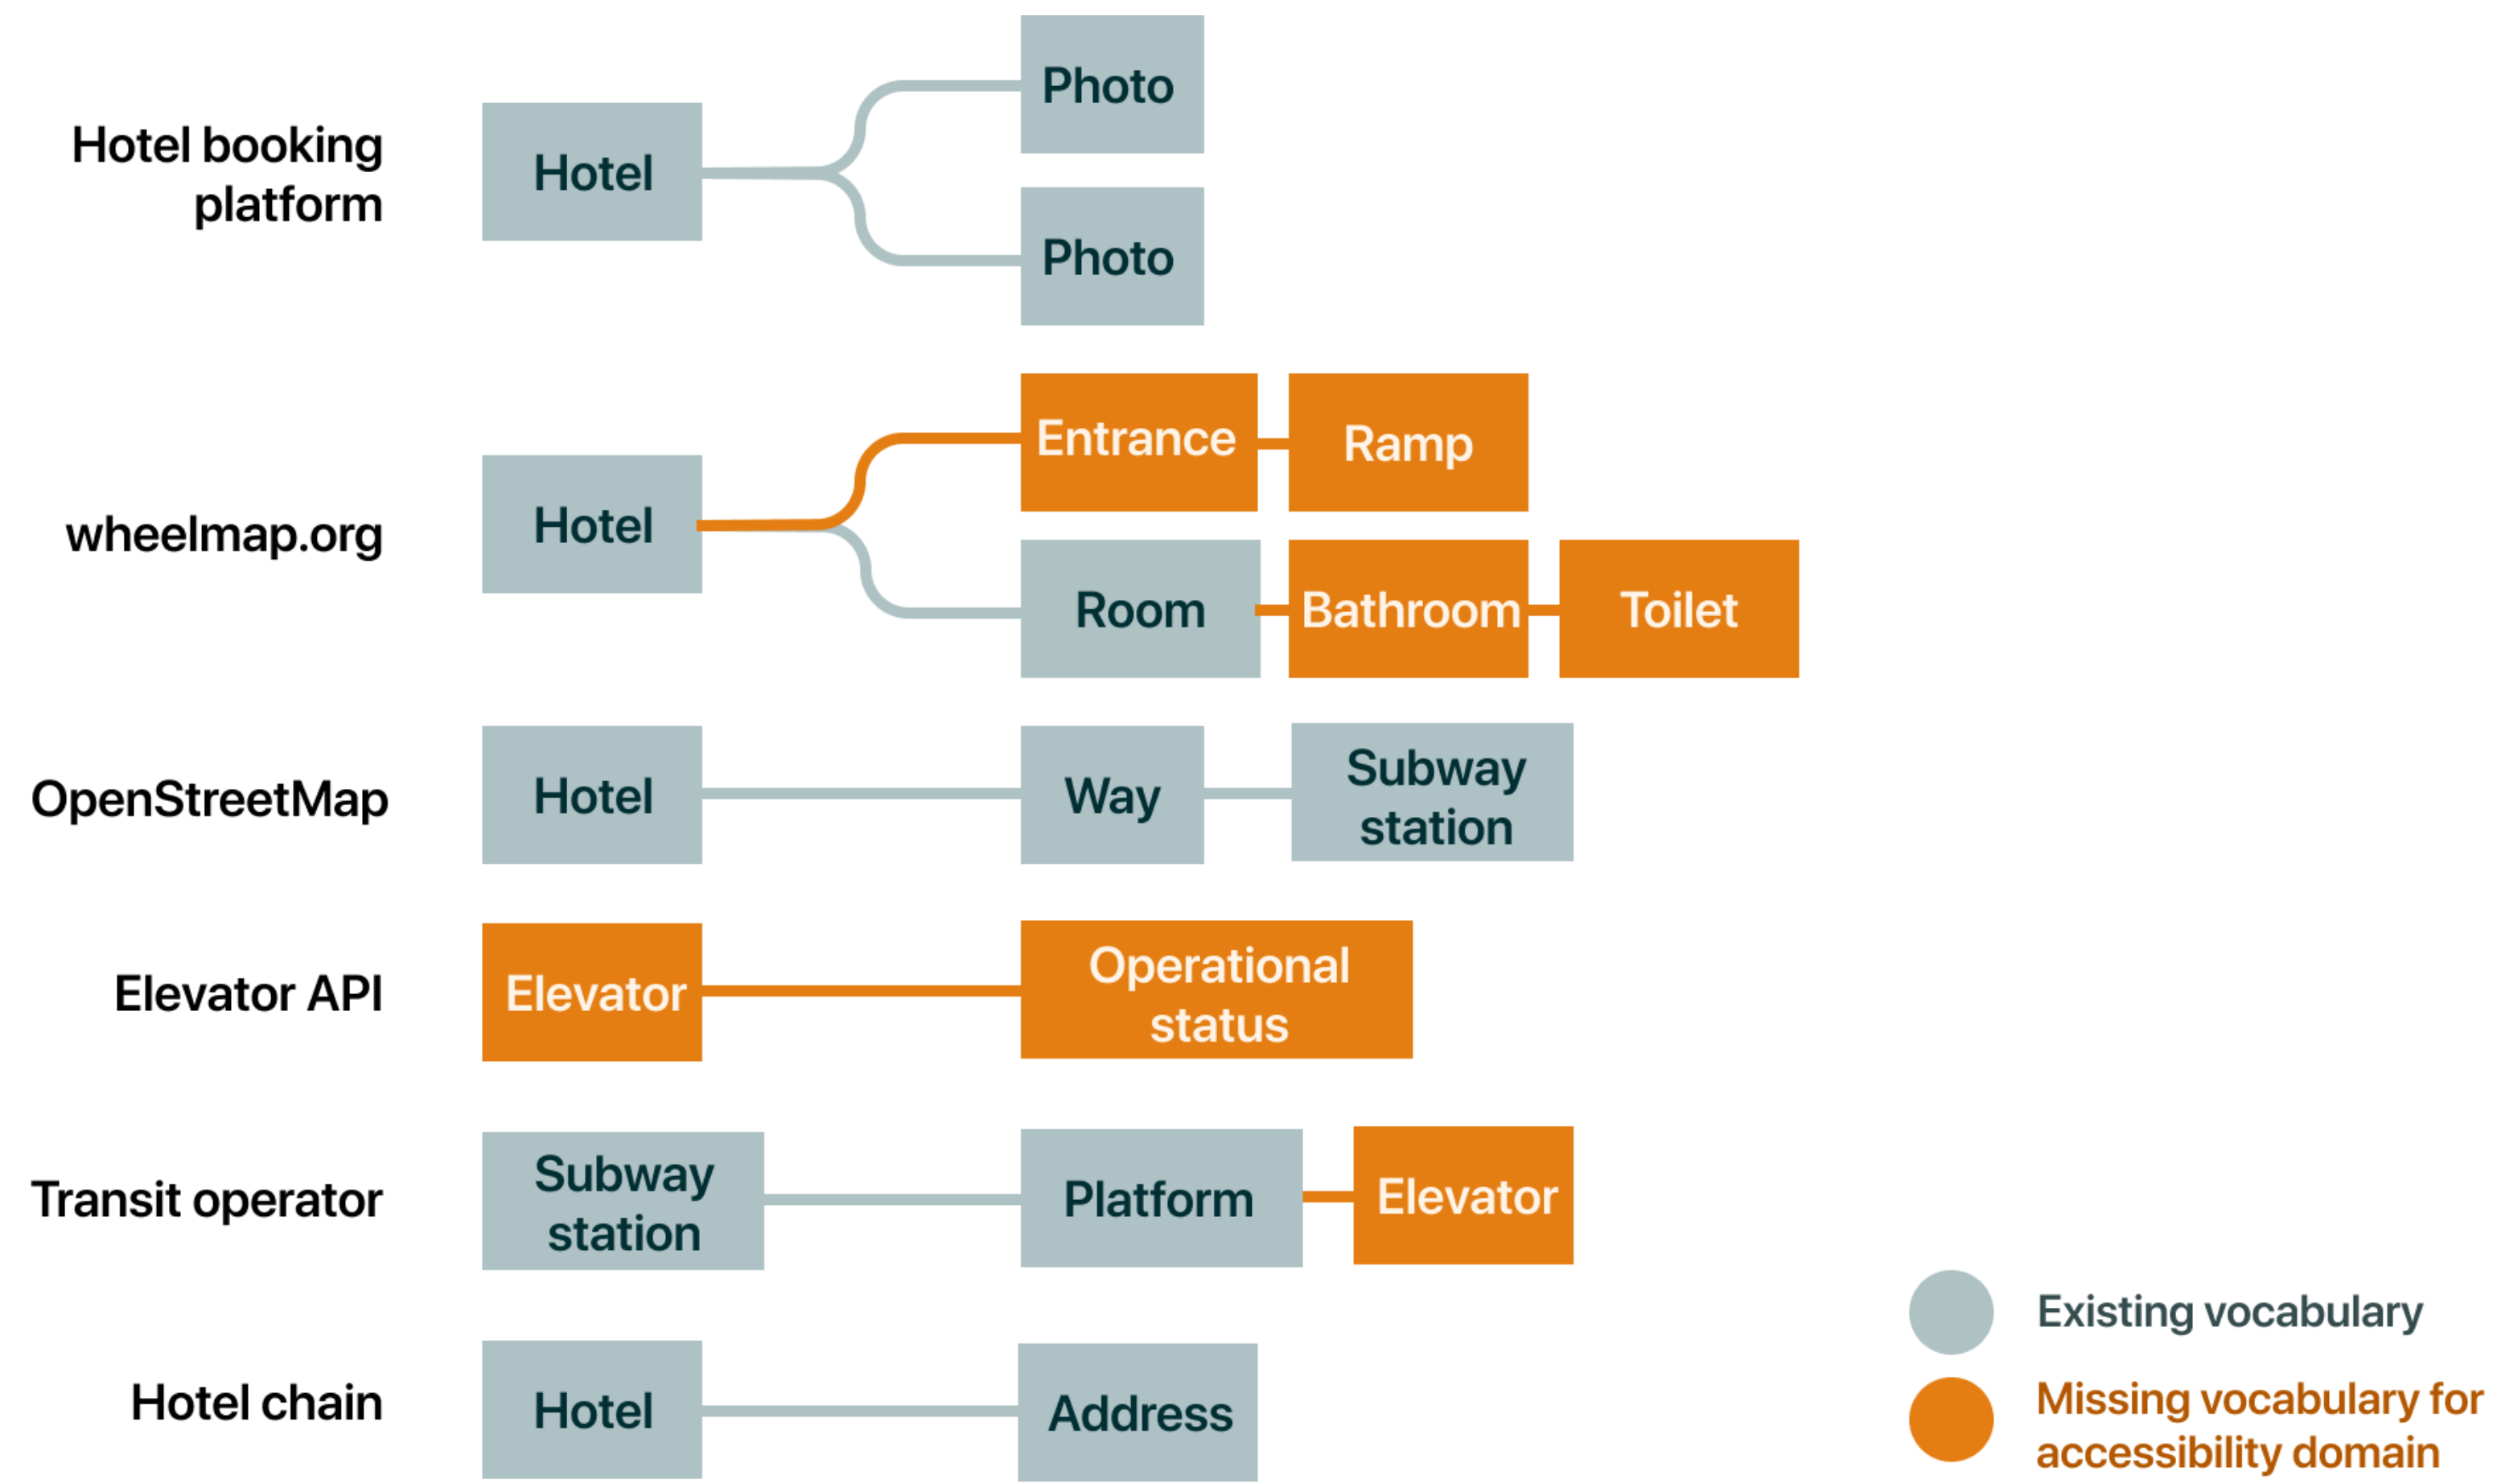 Hotel booking
platform
Hotel
Photo
Photo
wheelmap.org
Hotel
Entrance
Ramp
Room
Bathroom
Toilet
OpenStreetMap
Hotel
Way
Subway
station
Elevator API
Elevator
Operational
status
Transit operator
Subway
station
Platform
Elevator
Hotel chain
Hotel
Address
Existing vocabulary
Missing vocabulary for
accessibility domain